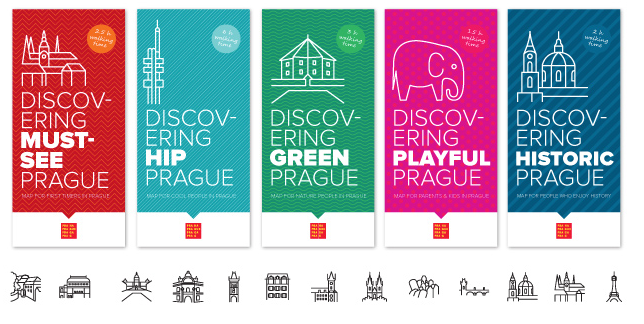 2.5 h
walking
time
DISCOV-
ERING
MUST-
SEE
PRAGUE
MAP FOR FIRST TIMERS IN PRAGUE
6 h
walking
time
DISCOV-
ERING
HIP
PRAGUE
MAP FOR COOL PEOPLE IN PRAGUE
3 h
walking
time
DISCOV-
ERING
GREEN
PRAGUE
MAP FOR NATURE PEOPLE IN PRAGUE
3.5 h
walking
time
DISCOV-
ERING
PLAYFUL
PRAGUE
MAP FOR PARENTS & KIDS IN PRAGUE
2 h
walking
time
DISCOV-
ERING
HISTORIC
PRAGUE
MAP FOR PEOPLE WHO ENJOY HISTORY